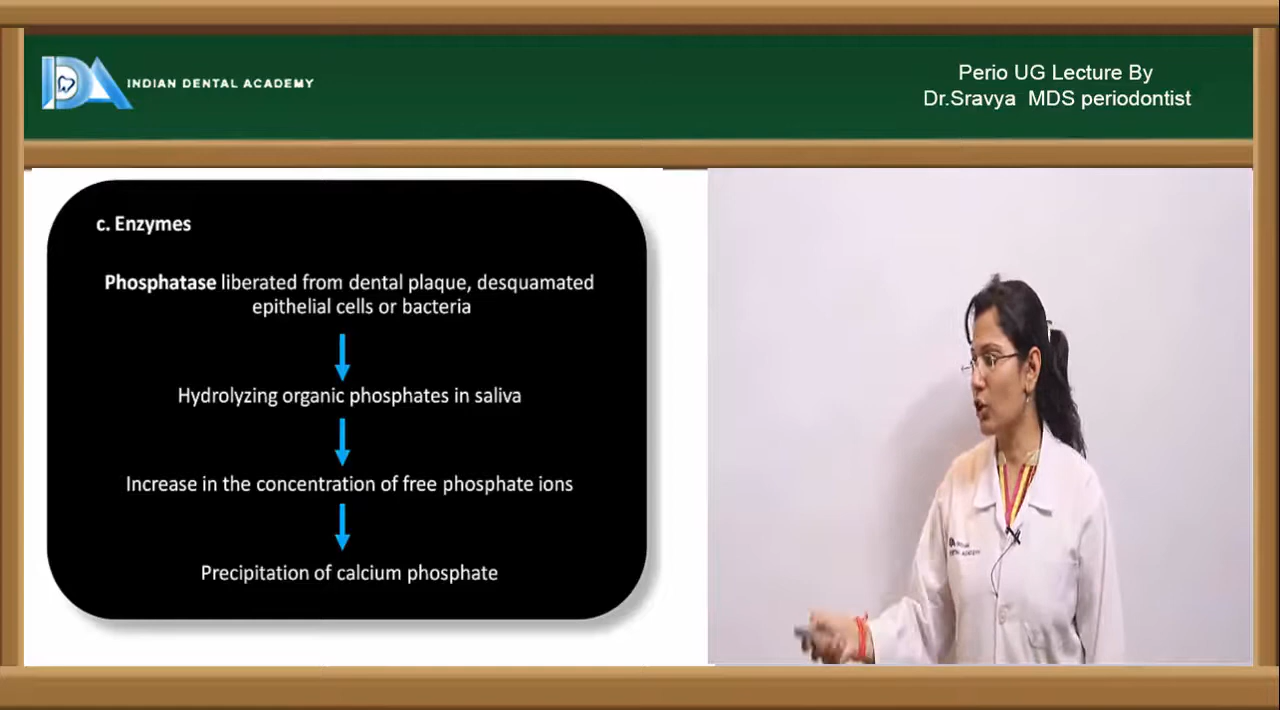 INDIAN DENTAL ACADEMY
Perio UG Lecture By
Dr.Sravya MDS periodontist
c. Enzymes
Phosphatase liberated from dental plaque, desquamated
epithelial cells or bacteria
Hydrolyzing organic phosphates in saliva
Increase in the concentration of free phosphate ions
Precipitation of calcium phosphate